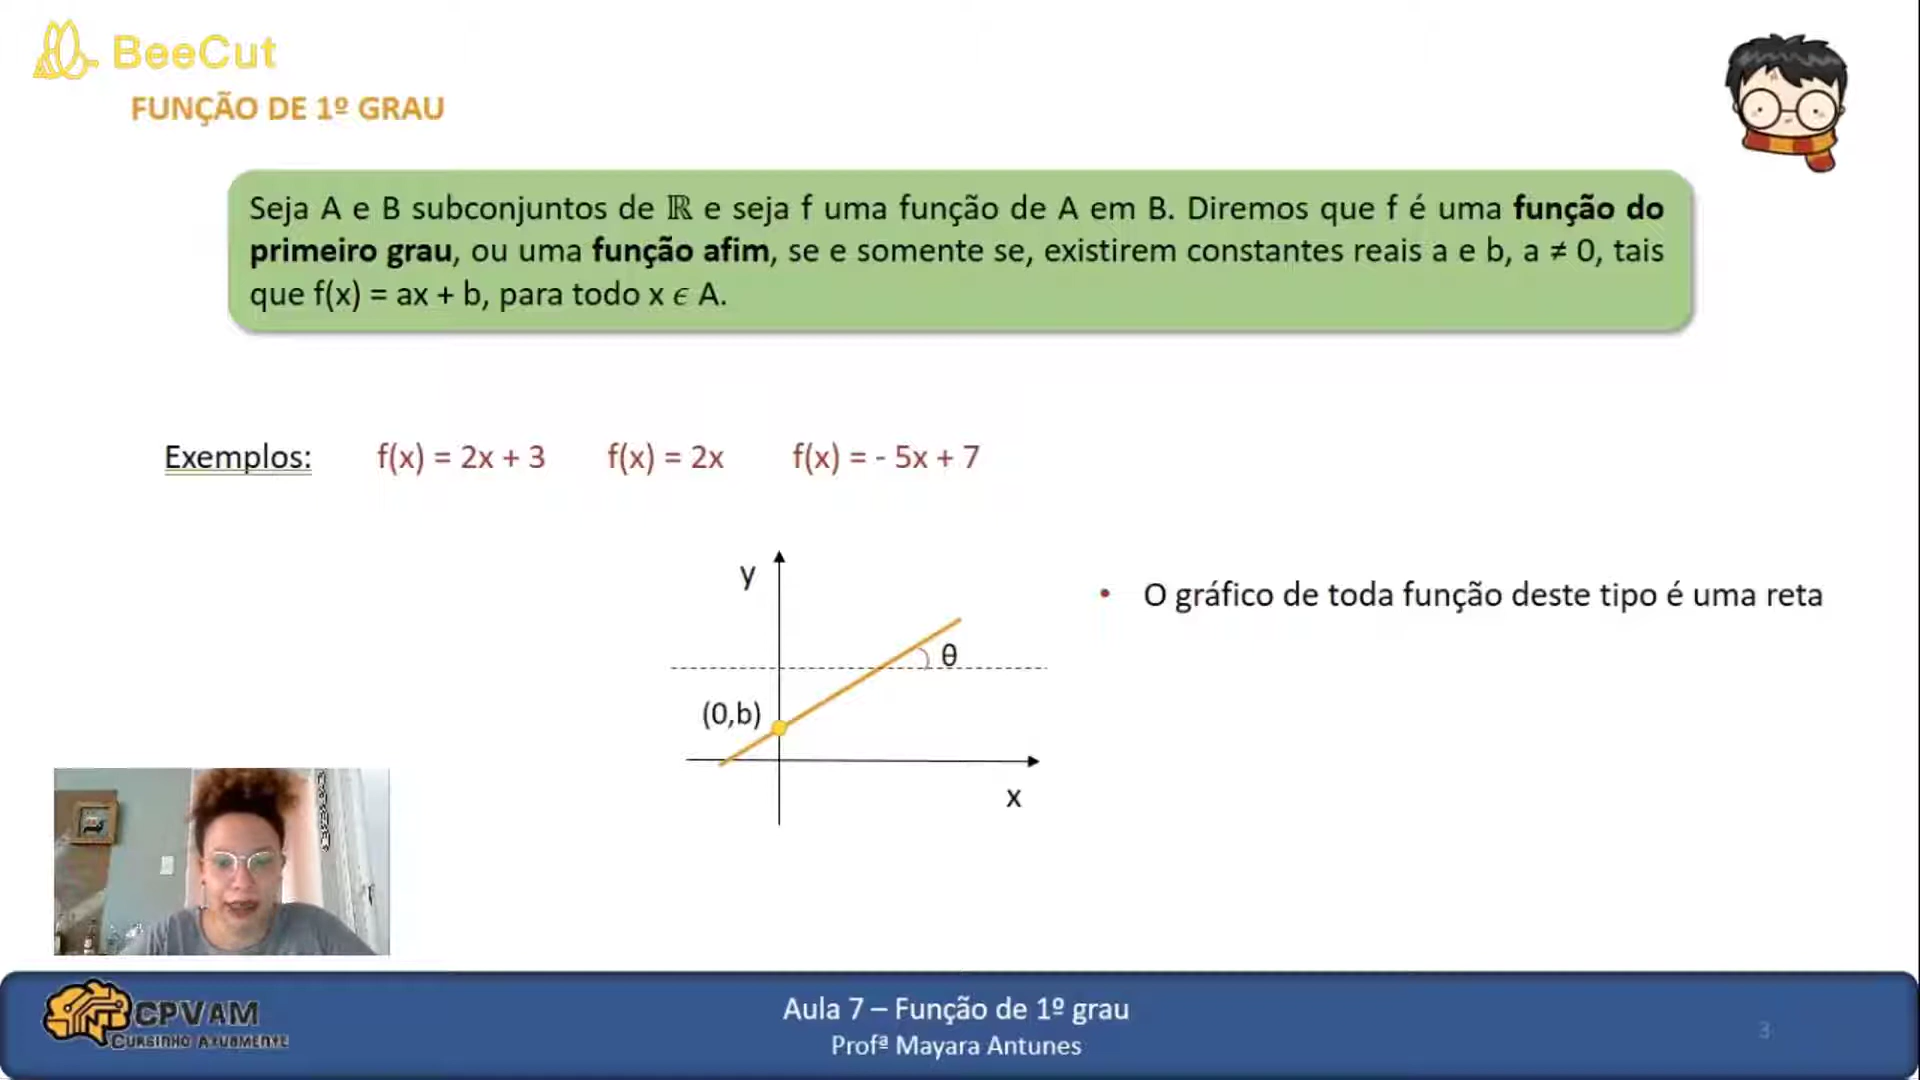 BeeCut
FUNÇÃO DE 1º GRAU
Seja A e B subconjuntos de ℝ e seja f uma função de A em B. Diremos que f é uma função do
primeiro grau, ou uma função afim, se e somente se, existirem constantes reais a e b, a ≠ 0, tais
que f(x) = ax + b, para todo x ϵ A.
Exemplos: f(x) = 2x + 3 f(x) = 2x f(x) = - 5x + 7
y
• O gráfico de toda função deste tipo é uma reta
θ
(0,b)
x
CPVAM
CURSINHO AXUBMENTE
Aula 7 – Função de 1º grau
Profª Mayara Antunes
3